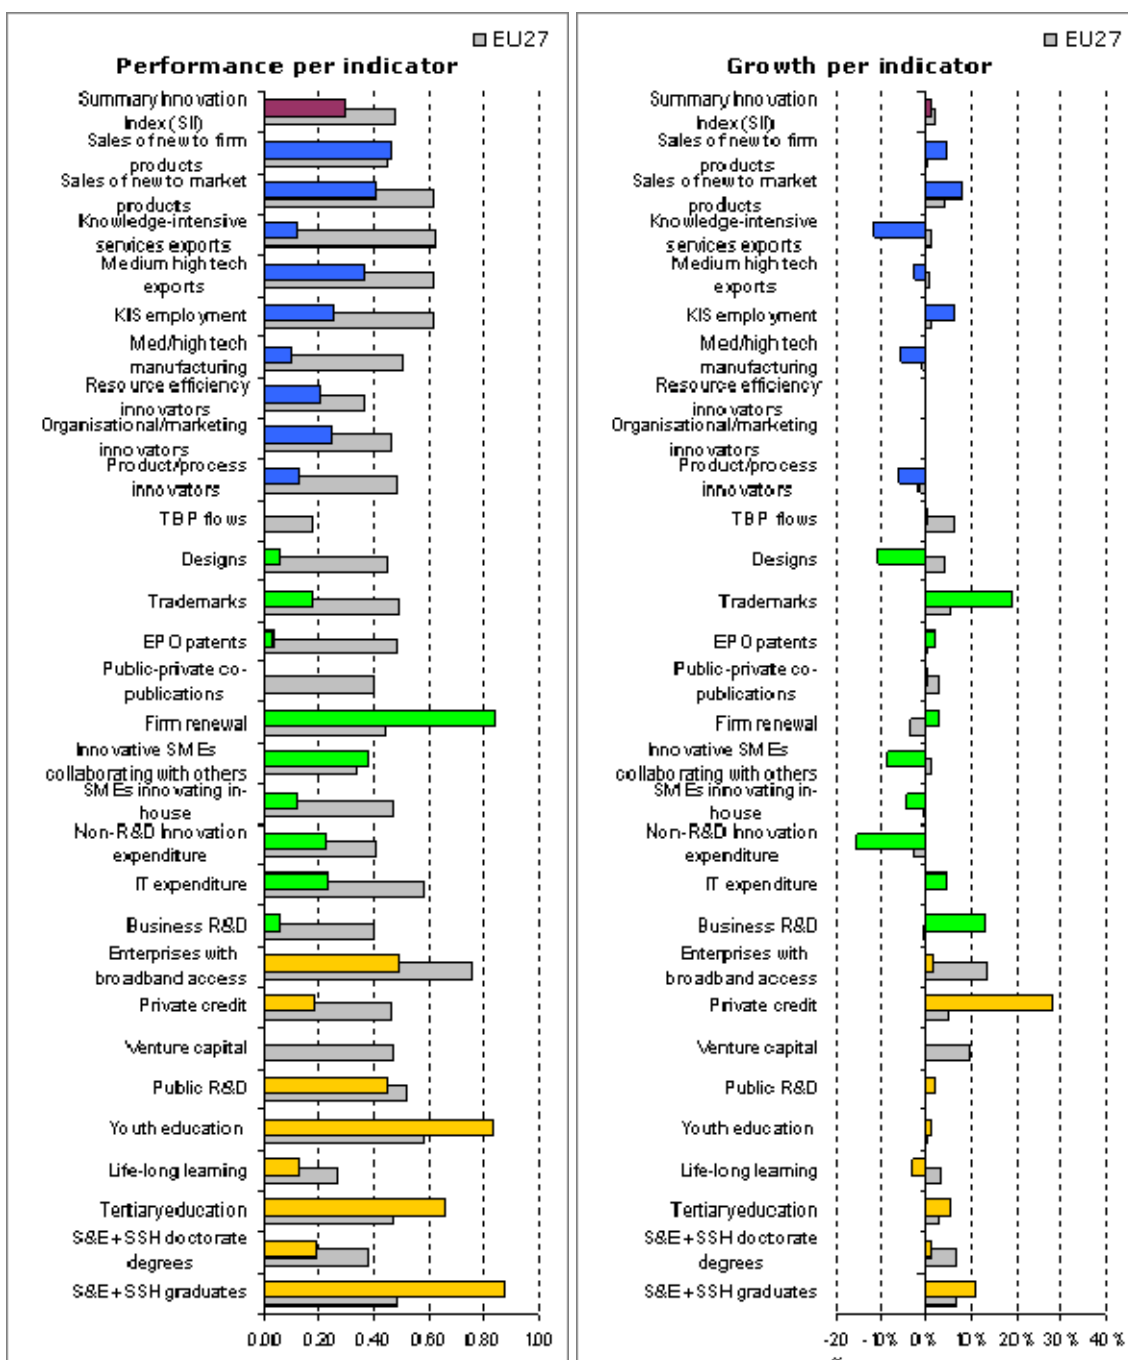 EU27
Performance per indicator
Summary Innovation
Index (SII)
Sales of new to firm
products
Sales of new to market
products
Knowledge-intensive
services exports
Medium high tech
exports
KIS employment
Med/high tech
manufacturing
Resource efficiency
innovators
Organisational/marketing
innovators
Product/process
innovators
TBP flows
Designs
Trademarks
EPO patents
Public-private co-
publications
Firm renewal
Innovative SMEs
collaborating with others
SMEs innovating in-
house
Non-R&D Innovation
expenditure
IT expenditure
Business R&D
Enterprises with
broadband access
Private credit
Venture capital
Public R&D
Youth education
Life-long learning
Tertiary education
S&E+SSH doctorate
degrees
S&E+SSH graduates
0.00 0.20 0.40 0.60 0.80 1.00
EU27
Growth per indicator
Summary Innovation
Index (SII)
Sales of new to firm
products
Sales of new to market
products
Knowledge-intensive
services exports
Medium high tech
exports
KIS employment
Med/high tech
manufacturing
Resource efficiency
innovators
Organisational/marketing
innovators
Product/process
innovators
TBP flows
Designs
Trademarks
EPO patents
Public-private co-
publications
Firm renewal
Innovative SMEs
collaborating with others
SMEs innovating in-
house
Non-R&D Innovation
expenditure
IT expenditure
Business R&D
Enterprises with
broadband access
Private credit
Venture capital
Public R&D
Youth education
Life-long learning
Tertiary education
S&E+SSH doctorate
degrees
S&E+SSH graduates
-20 -10% 0% 10% 20% 30% 40%